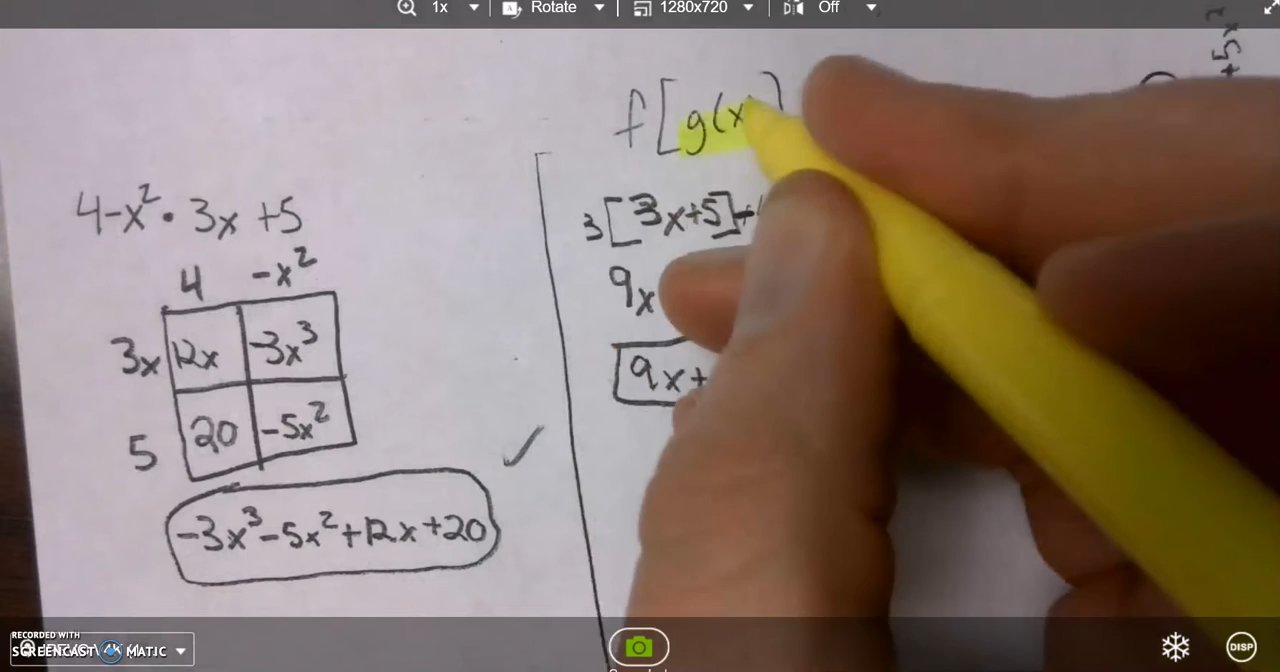 1x Rotate 1280x720 Off
+5x²
f[g(x)]
4-x² • 3x +5
3[3x+5]+
4 -x²
9x
3x 12x -3x³
9x+
5 20 -5x²
-3x³-5x²+12x+20
RECORDED WITH
SCREENCAST MATIC
DISP